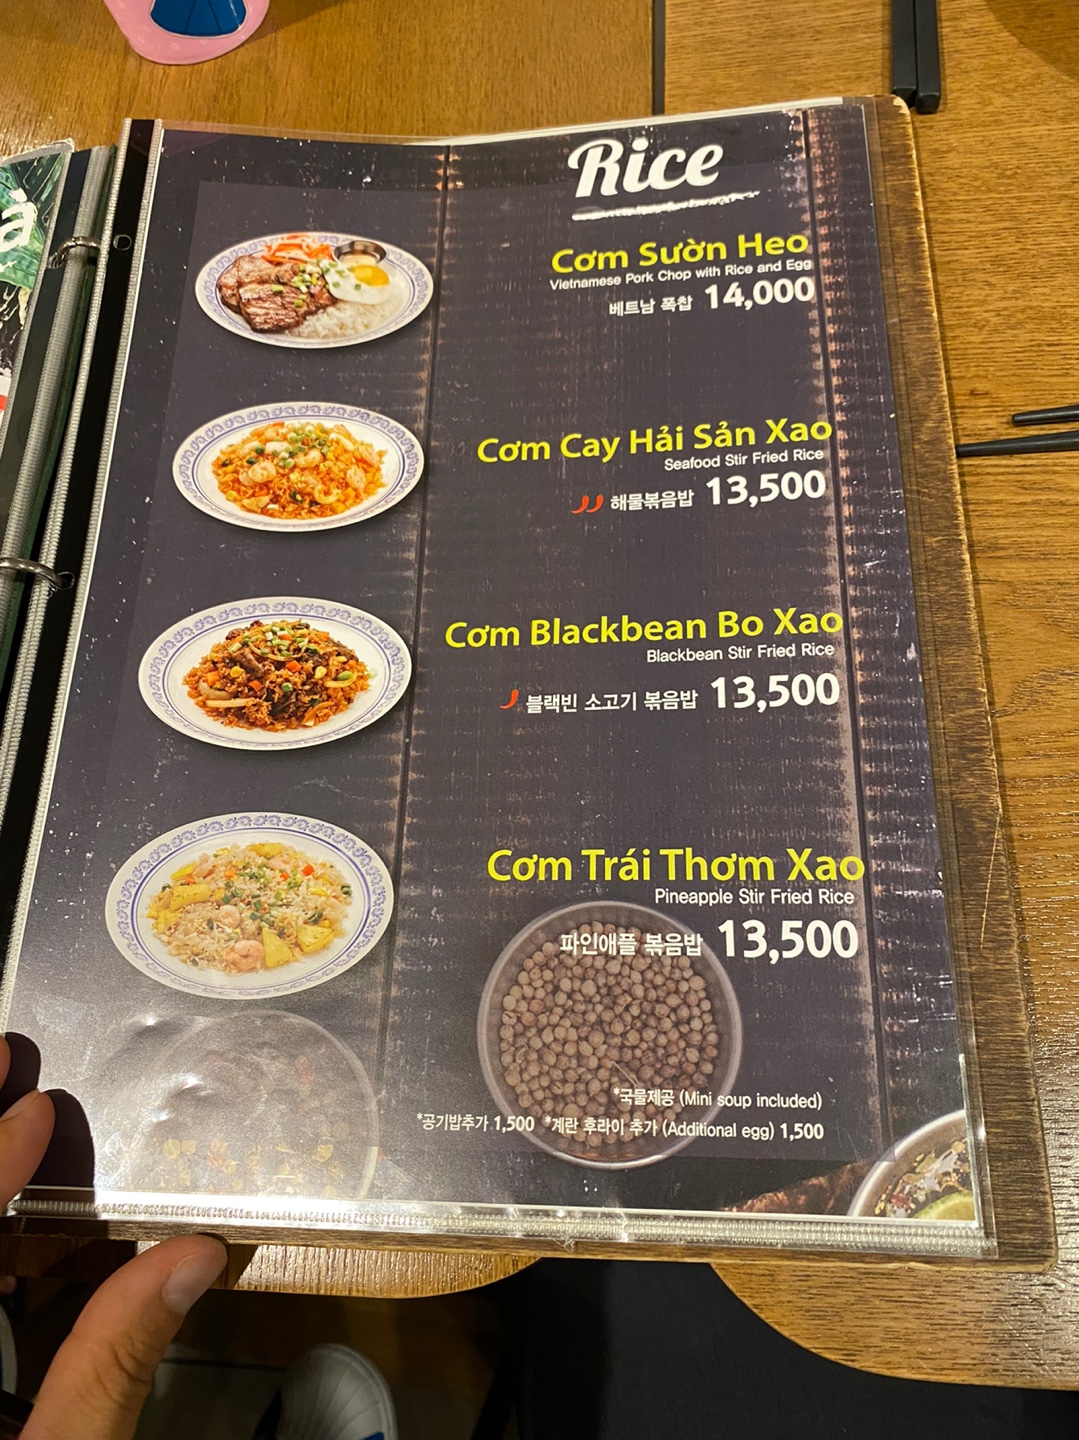 à
Rice
Cơm Sườn Heo
Vietnamese Pork Chop with Rice and Egg
베트남 폭찹 14,000
Cơm Cay Hải Sản Xao
Seafood Stir Fried Rice
해물볶음밥 13,500
Cơm Blackbean Bo Xao
Blackbean Stir Fried Rice
블랙빈 소고기 볶음밥 13,500
Cơm Trái Thơm Xao
Pineapple Stir Fried Rice
파인애플 볶음밥 13,500
*국물제공 (Mini soup included)
*공기밥추가 1,500 *계란 후라이 추가 (Additional egg) 1,500